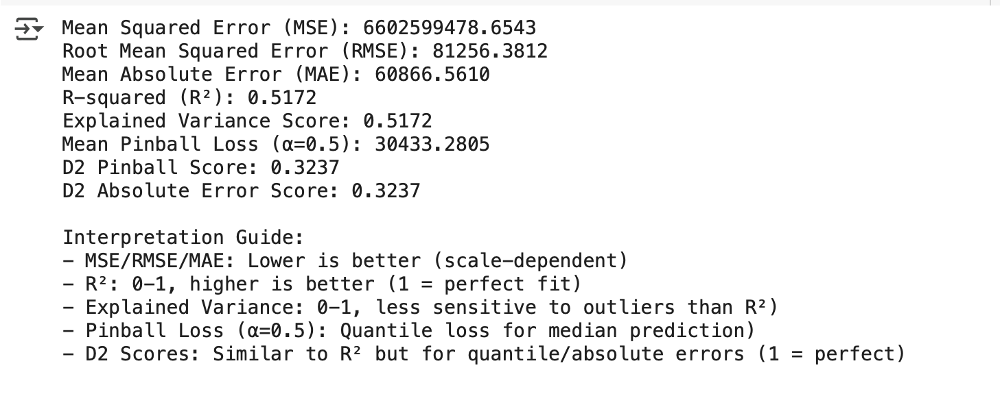 Mean Squared Error (MSE): 6602599478.6543
Root Mean Squared Error (RMSE): 81256.3812
Mean Absolute Error (MAE): 60866.5610
R-squared (R²): 0.5172
Explained Variance Score: 0.5172
Mean Pinball Loss (α=0.5): 30433.2805
D2 Pinball Score: 0.3237
D2 Absolute Error Score: 0.3237

Interpretation Guide:
- MSE/RMSE/MAE: Lower is better (scale-dependent)
- R²: 0-1, higher is better (1 = perfect fit)
- Explained Variance: 0-1, less sensitive to outliers than R²)
- Pinball Loss (α=0.5): Quantile loss for median prediction)
- D2 Scores: Similar to R² but for quantile/absolute errors (1 = perfect)